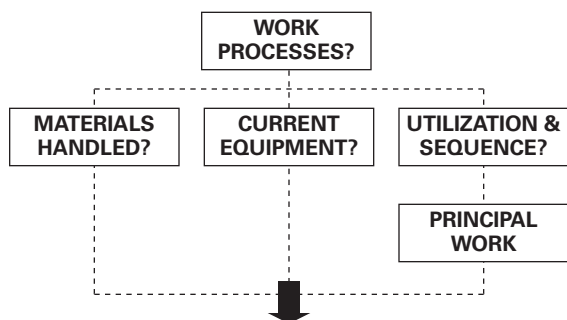 WORK
PROCESSES?
MATERIALS
HANDLED?
CURRENT
EQUIPMENT?
UTILIZATION &
SEQUENCE?
PRINCIPAL
WORK